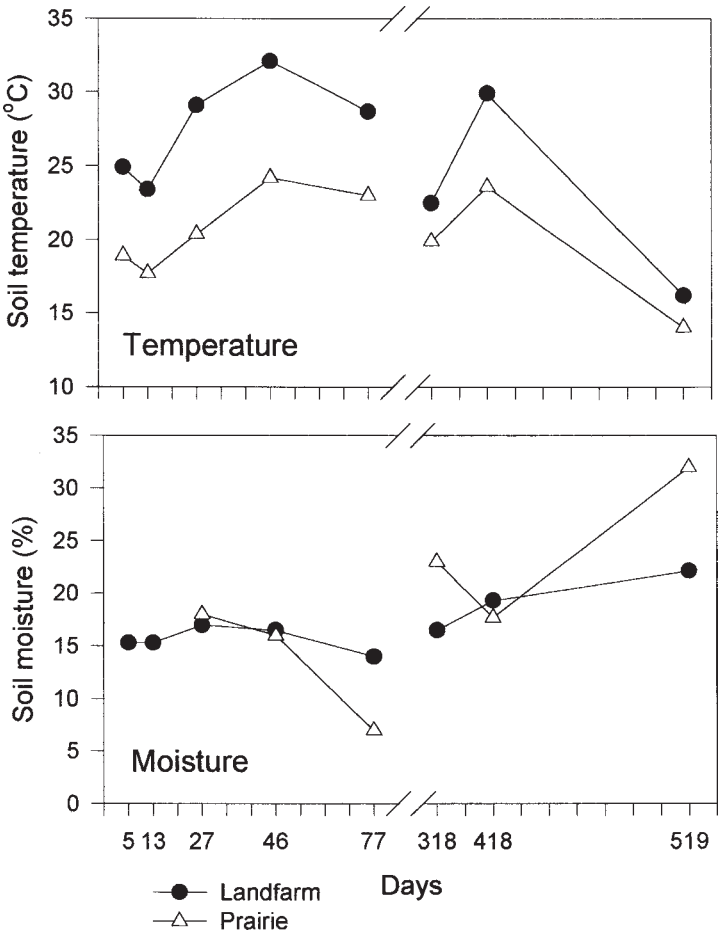 35
30
25
20
15
10
Soil temperature (°C)
Temperature
35
30
25
20
15
10
5
0
Soil moisture (%)
Moisture
5 13 27 46 77 318 418 519
Days
Landfarm
Prairie